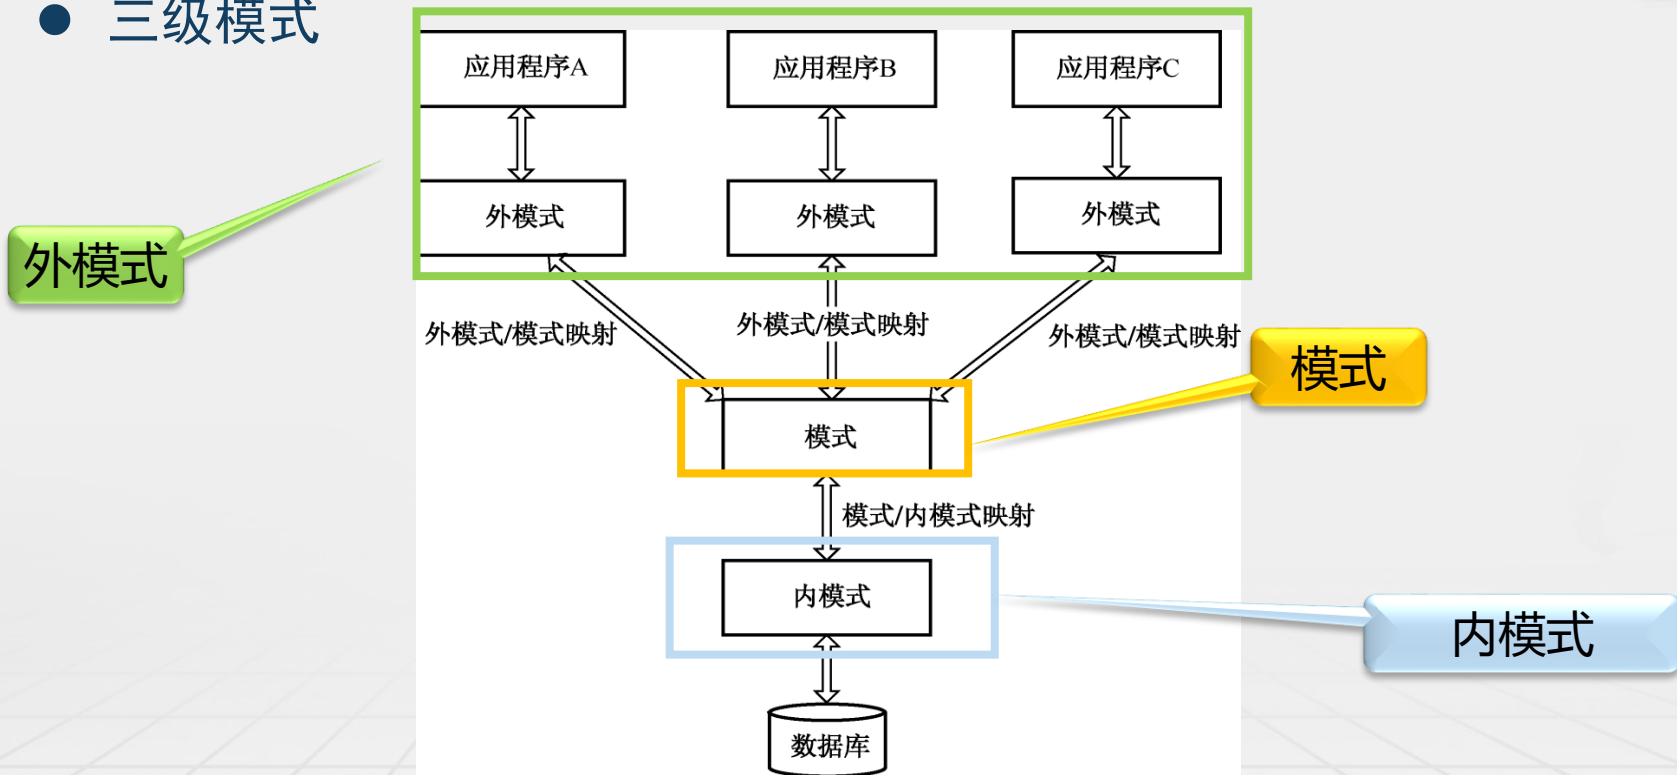 ● 三级模式
应用程序A
应用程序B
应用程序C
外模式
外模式
外模式
外模式
外模式/模式映射
外模式/模式映射
外模式/模式映射
模式
模式
模式/内模式映射
内模式
内模式
数据库